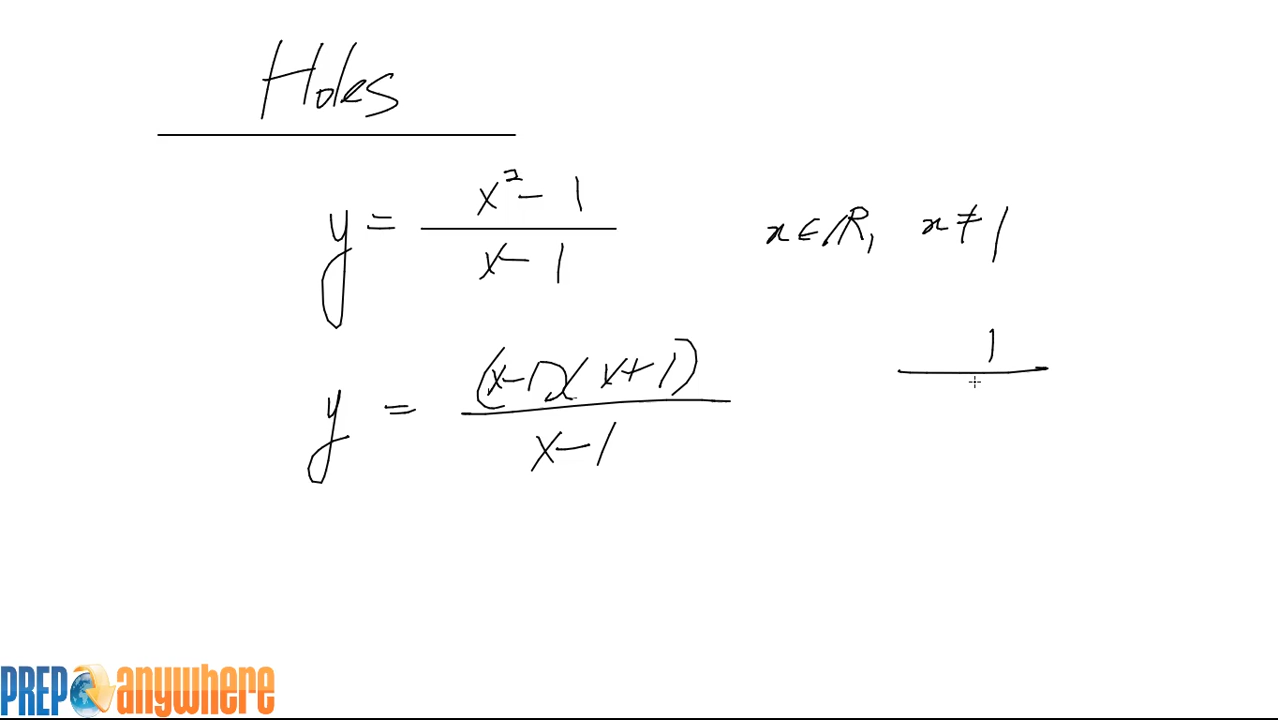 Holes
y = x² - 1 / x - 1 x ∈ ℝ, x ≠ 1
y = (x-1)(x+1) / x - 1
1
PREP anywhere